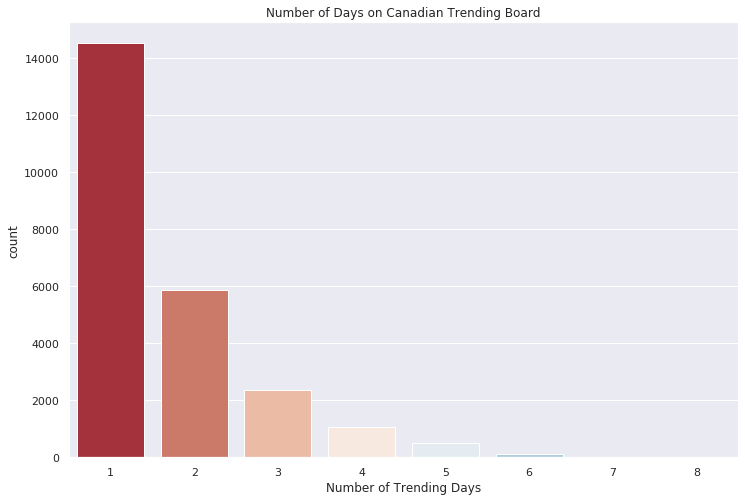 Number of Days on Canadian Trending Board
14000
12000
10000
8000
6000
4000
2000
0
count
1 2 3 4 5 6 7 8
Number of Trending Days